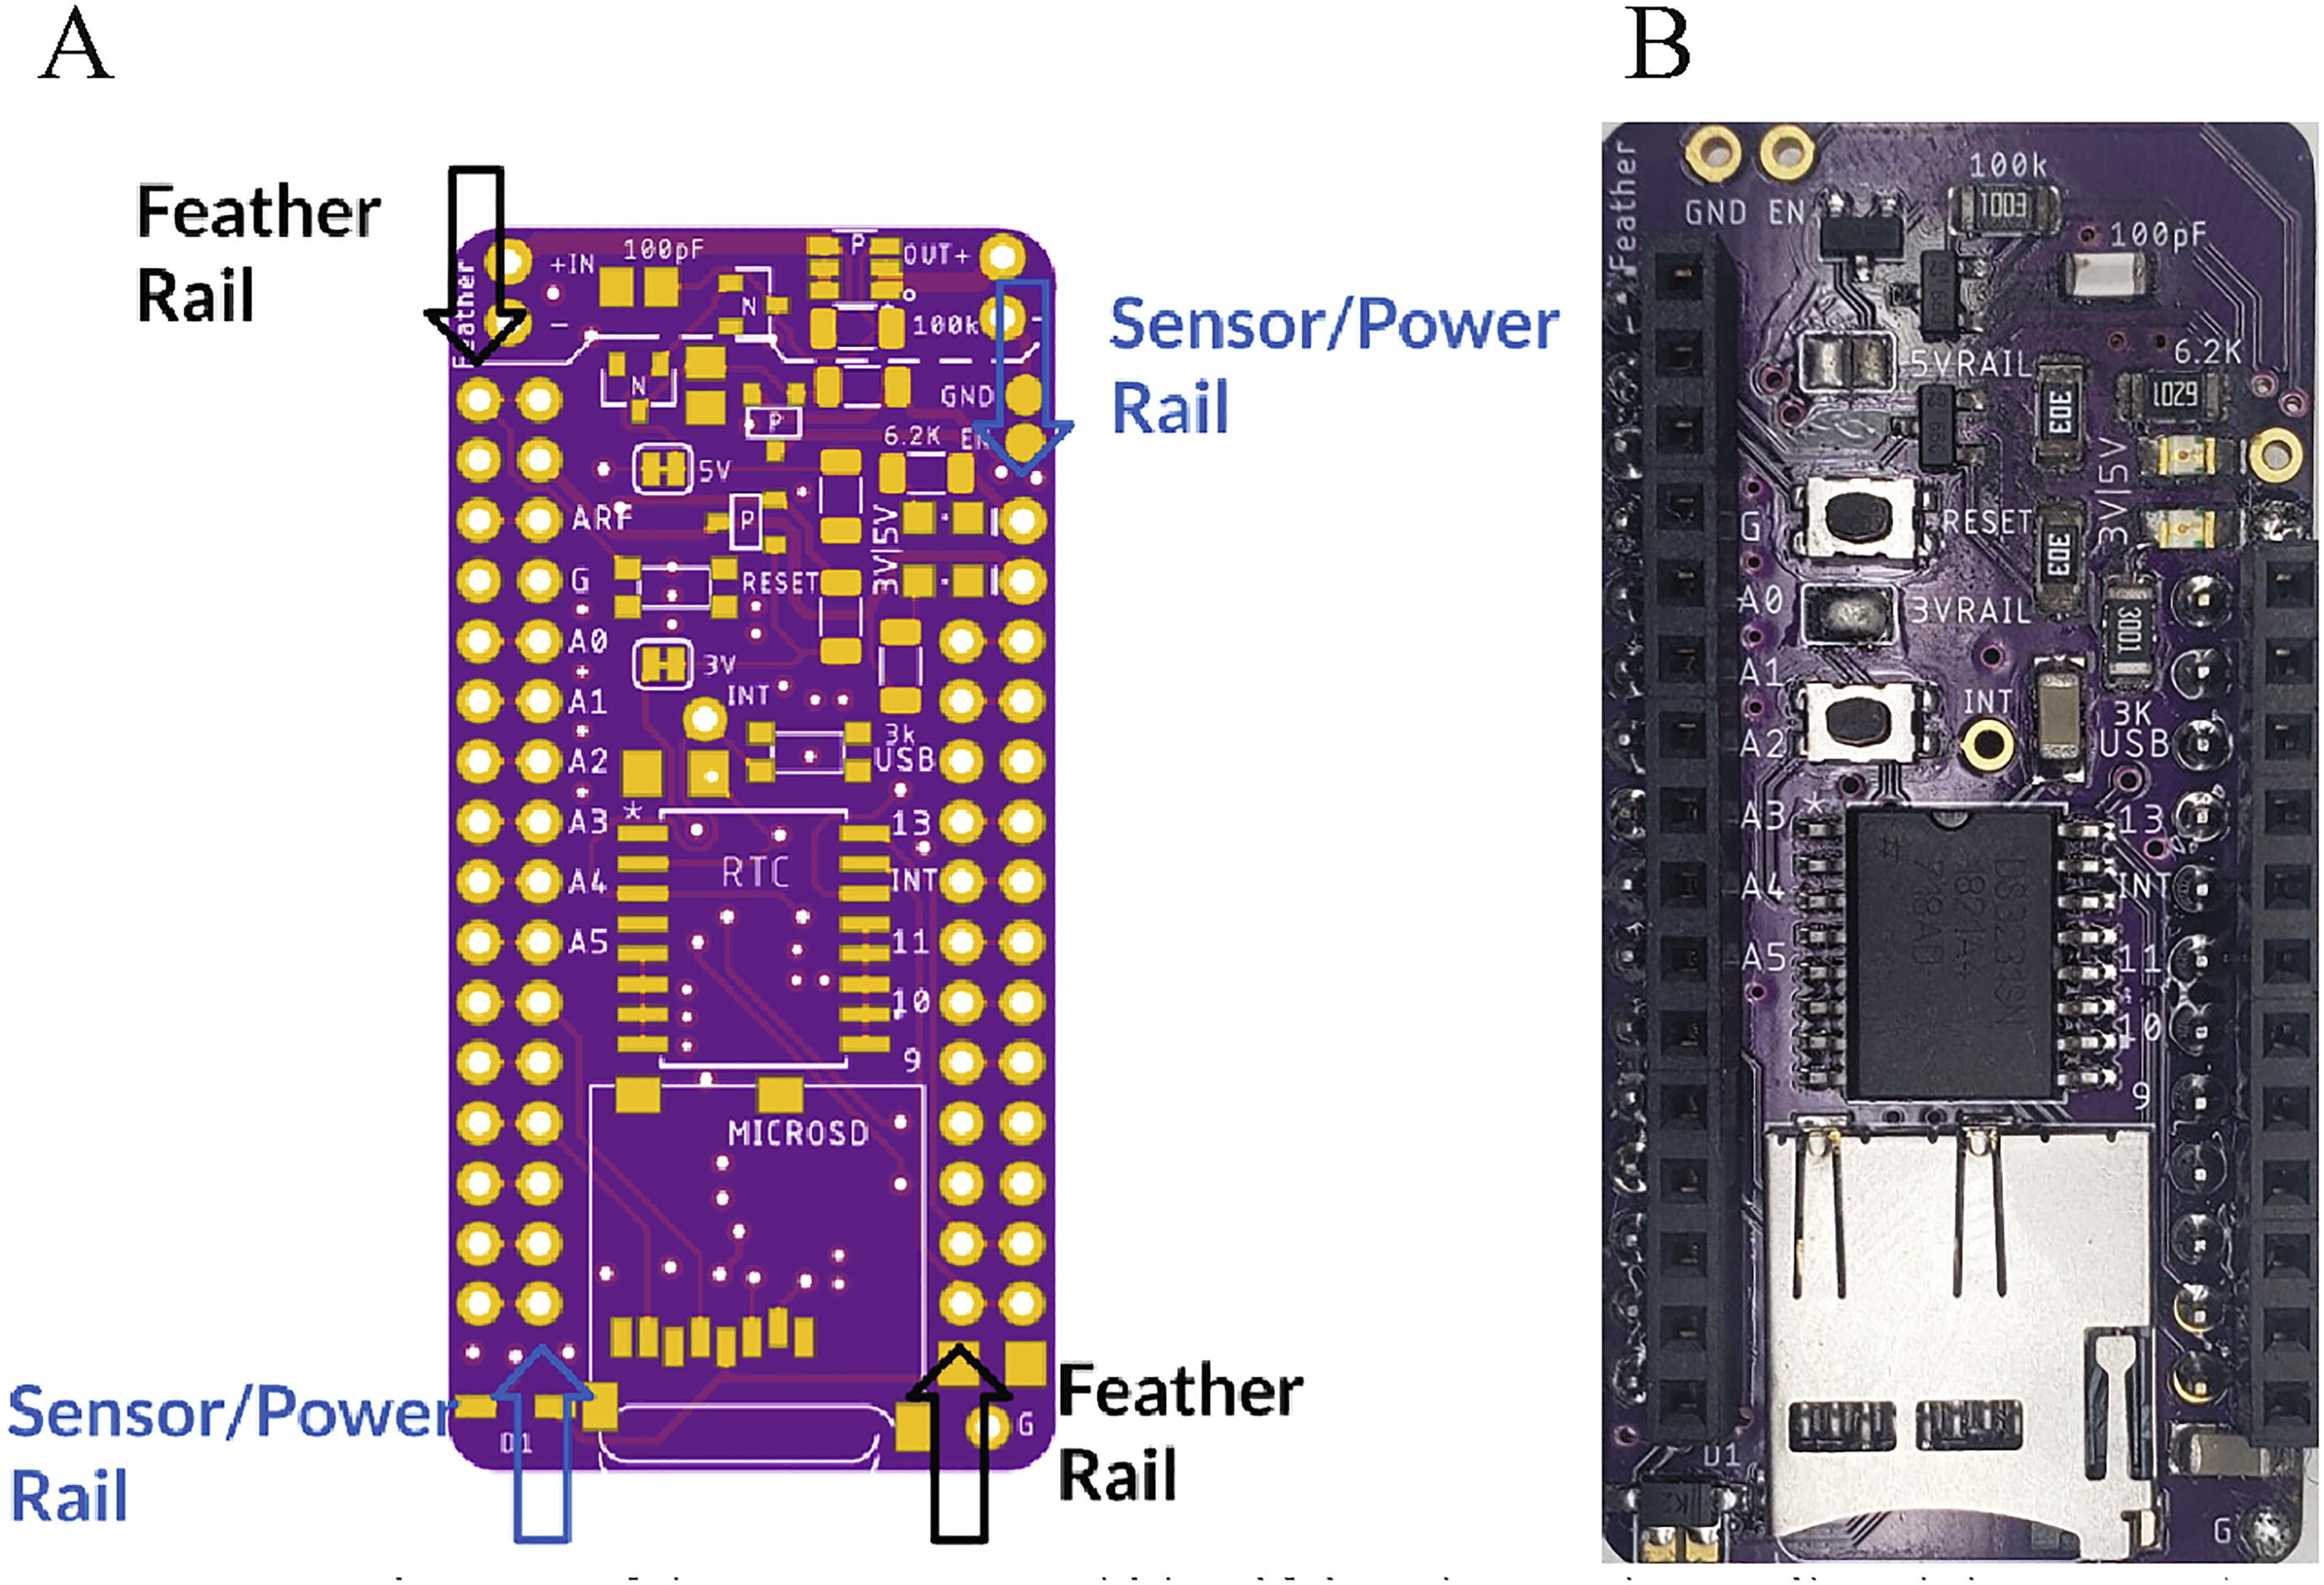 A
B
Feather
Rail
Feather
+IN
100pF
P
OUT+
N
100k
–
-
N
GND
P
6.2K
EN
5V
ARF
P
3V|5V
G
RESET
A0
3V
A1
INT
3k
A2
USB
A3
*
13
RTC
A4
INT
A5
11
10
9
MICROSD
D1
G
Sensor/Power
Rail
Sensor/Power
Rail
Feather
Rail
Feather
GND EN
100k
1003
100pF
5VRAIL
6.2K
6201
303
3V|5V
G
RESET
303
A0
3VRAIL
3001
A1
INT
3K
A2
USB
A3
*
13
DS3231SN
1821A4
718AD
#
A4
INT
A5
11
10
9
D1
G